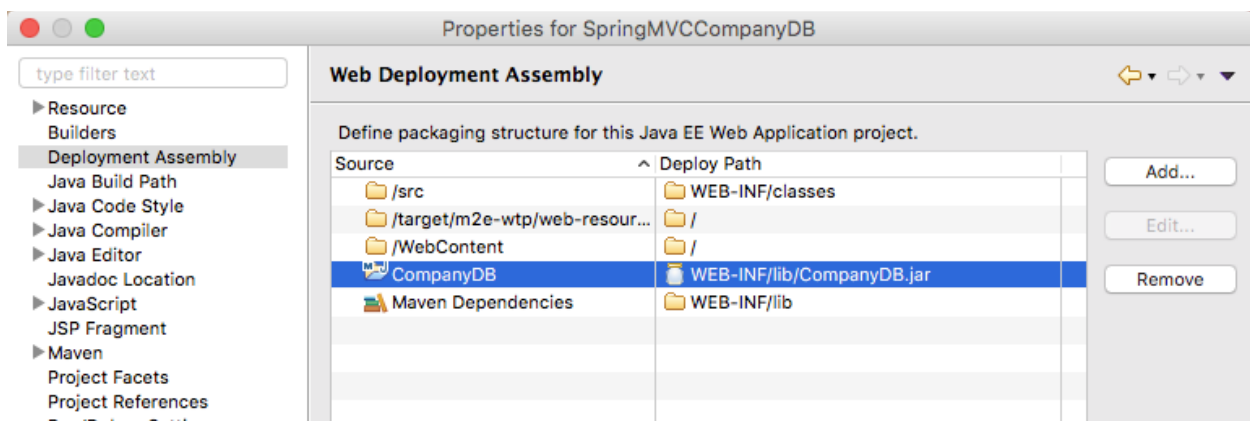 Properties for SpringMVCCompanyDB
type filter text
Resource
Builders
Deployment Assembly
Java Build Path
Java Code Style
Java Compiler
Java Editor
Javadoc Location
JavaScript
JSP Fragment
Maven
Project Facets
Project References
Web Deployment Assembly
Define packaging structure for this Java EE Web Application project.
Source Deploy Path
/src WEB-INF/classes
/target/m2e-wtp/web-resour... /
/WebContent /
CompanyDB WEB-INF/lib/CompanyDB.jar
Maven Dependencies WEB-INF/lib
Add...
Edit...
Remove